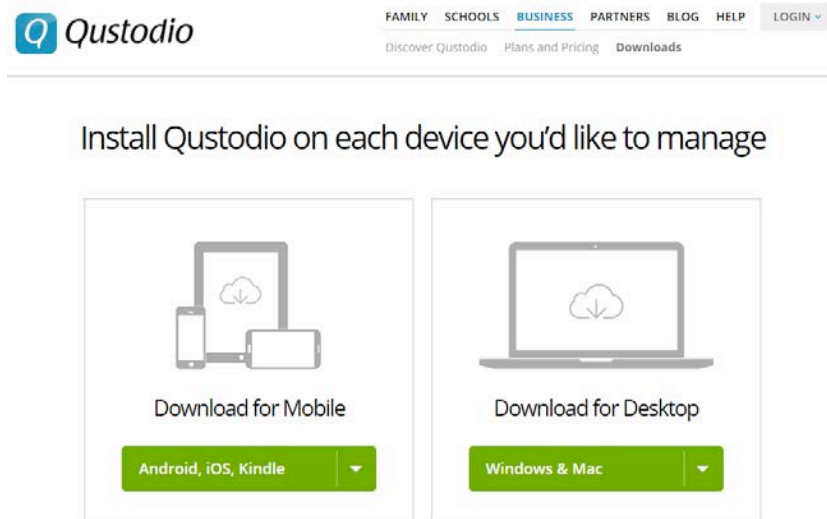 Qustodio
FAMILY SCHOOLS BUSINESS PARTNERS BLOG HELP LOGIN
Discover Qustodio Plans and Pricing Downloads
Install Qustodio on each device you'd like to manage
Download for Mobile
Android, iOS, Kindle
Download for Desktop
Windows & Mac